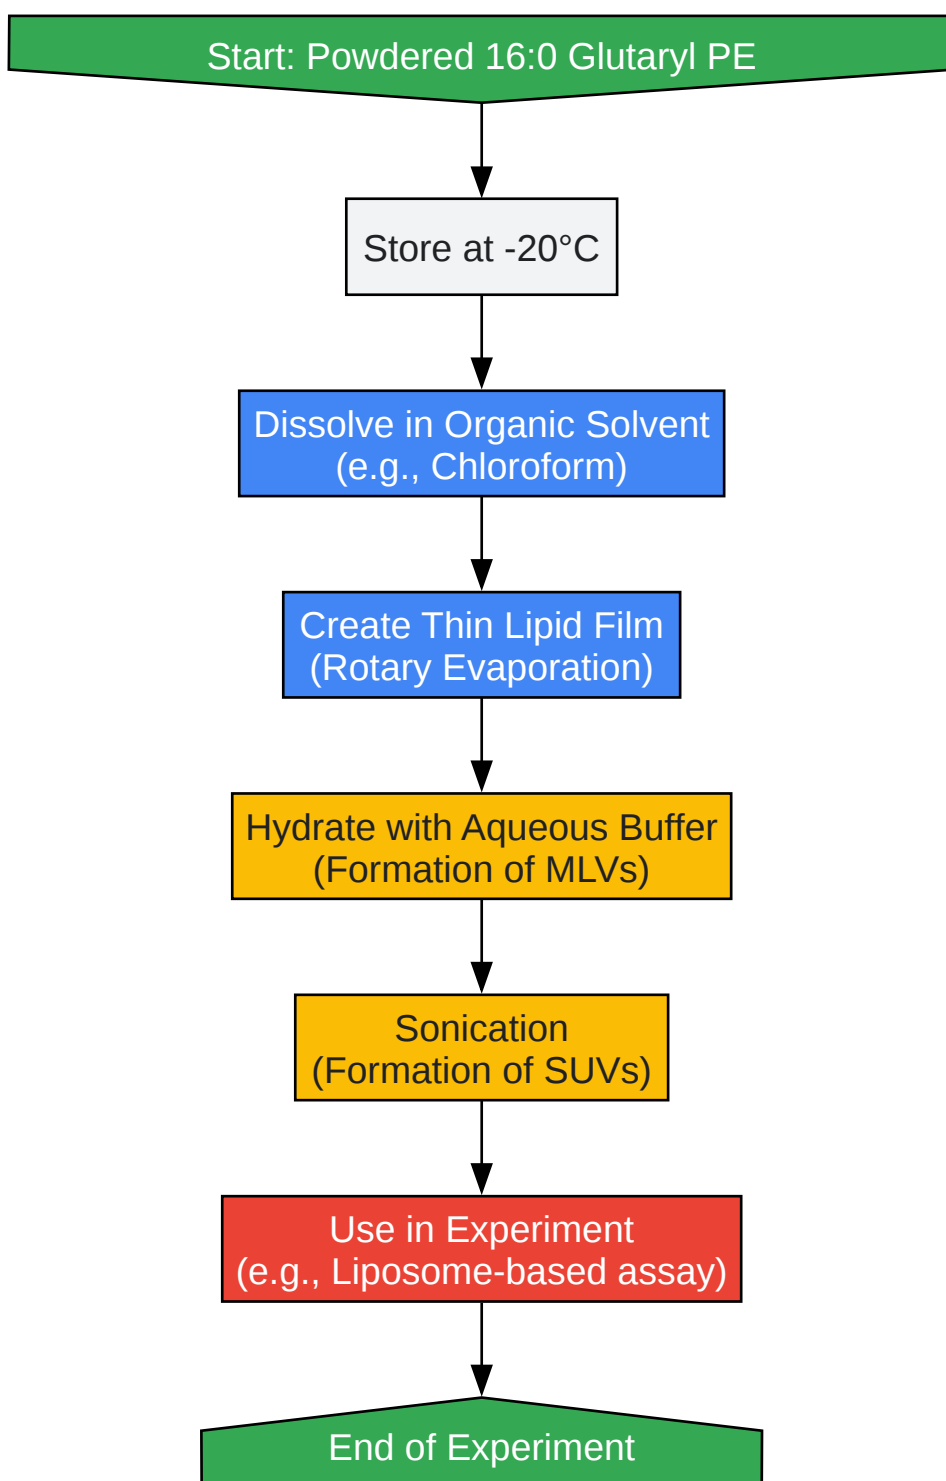 Start: Powdered 16:0 Glutaryl PE
Store at -20°C
Dissolve in Organic Solvent
(e.g., Chloroform)
Create Thin Lipid Film
(Rotary Evaporation)
Hydrate with Aqueous Buffer
(Formation of MLVs)
Sonication
(Formation of SUVs)
Use in Experiment
(e.g., Liposome-based assay)
End of Experiment